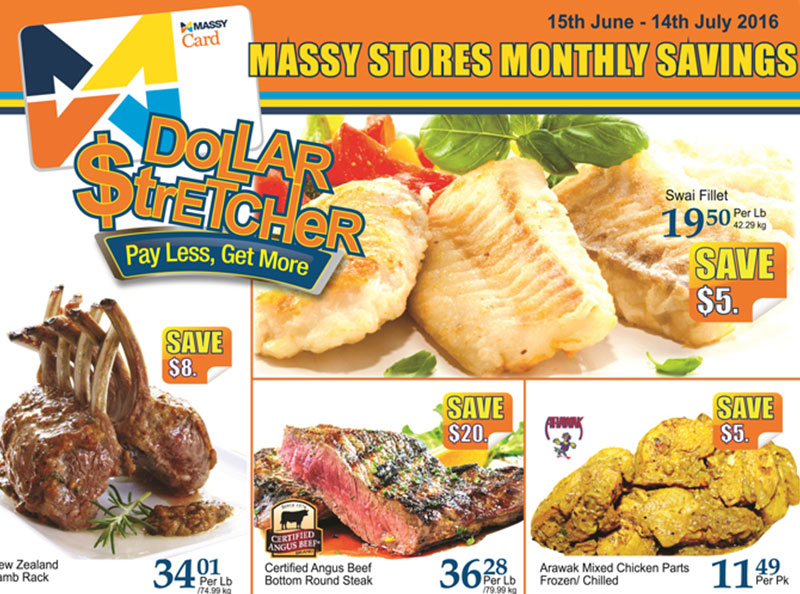 15th June - 14th July 2016
MASSY
Card
MASSY STORES MONTHLY SAVINGS
DOLLAR
$TrETCHeR
Pay Less, Get More
Swai Fillet
19.50 Per Lb
42.29 kg
SAVE
$5.
SAVE
$8.
SAVE
$20.
ARAWAK
SAVE
$5.
CERTIFIED
ANGUS BEEF
ew Zealand
amb Rack
34.01
Per Lb
/74.99 kg
Certified Angus Beef
Bottom Round Steak
36.28
Per Lb
/79.99 kg
Arawak Mixed Chicken Parts
Frozen/ Chilled
11.49
Per Pk